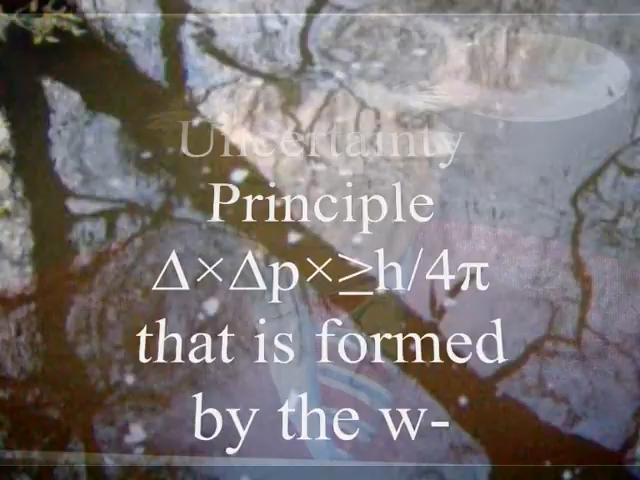 Uncertainty
Principle
Δ×Δp×≥h/4π
that is formed
by the w-